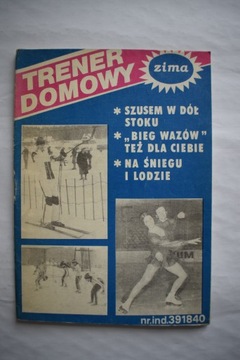 TRENER
DOMOWY
zima
* SZUSEM W DÓŁ
STOKU
* „BIEG WAZÓW"
TEŻ DLA CIEBIE
* NA ŚNIEGU
I LODZIE
nr.ind.391840